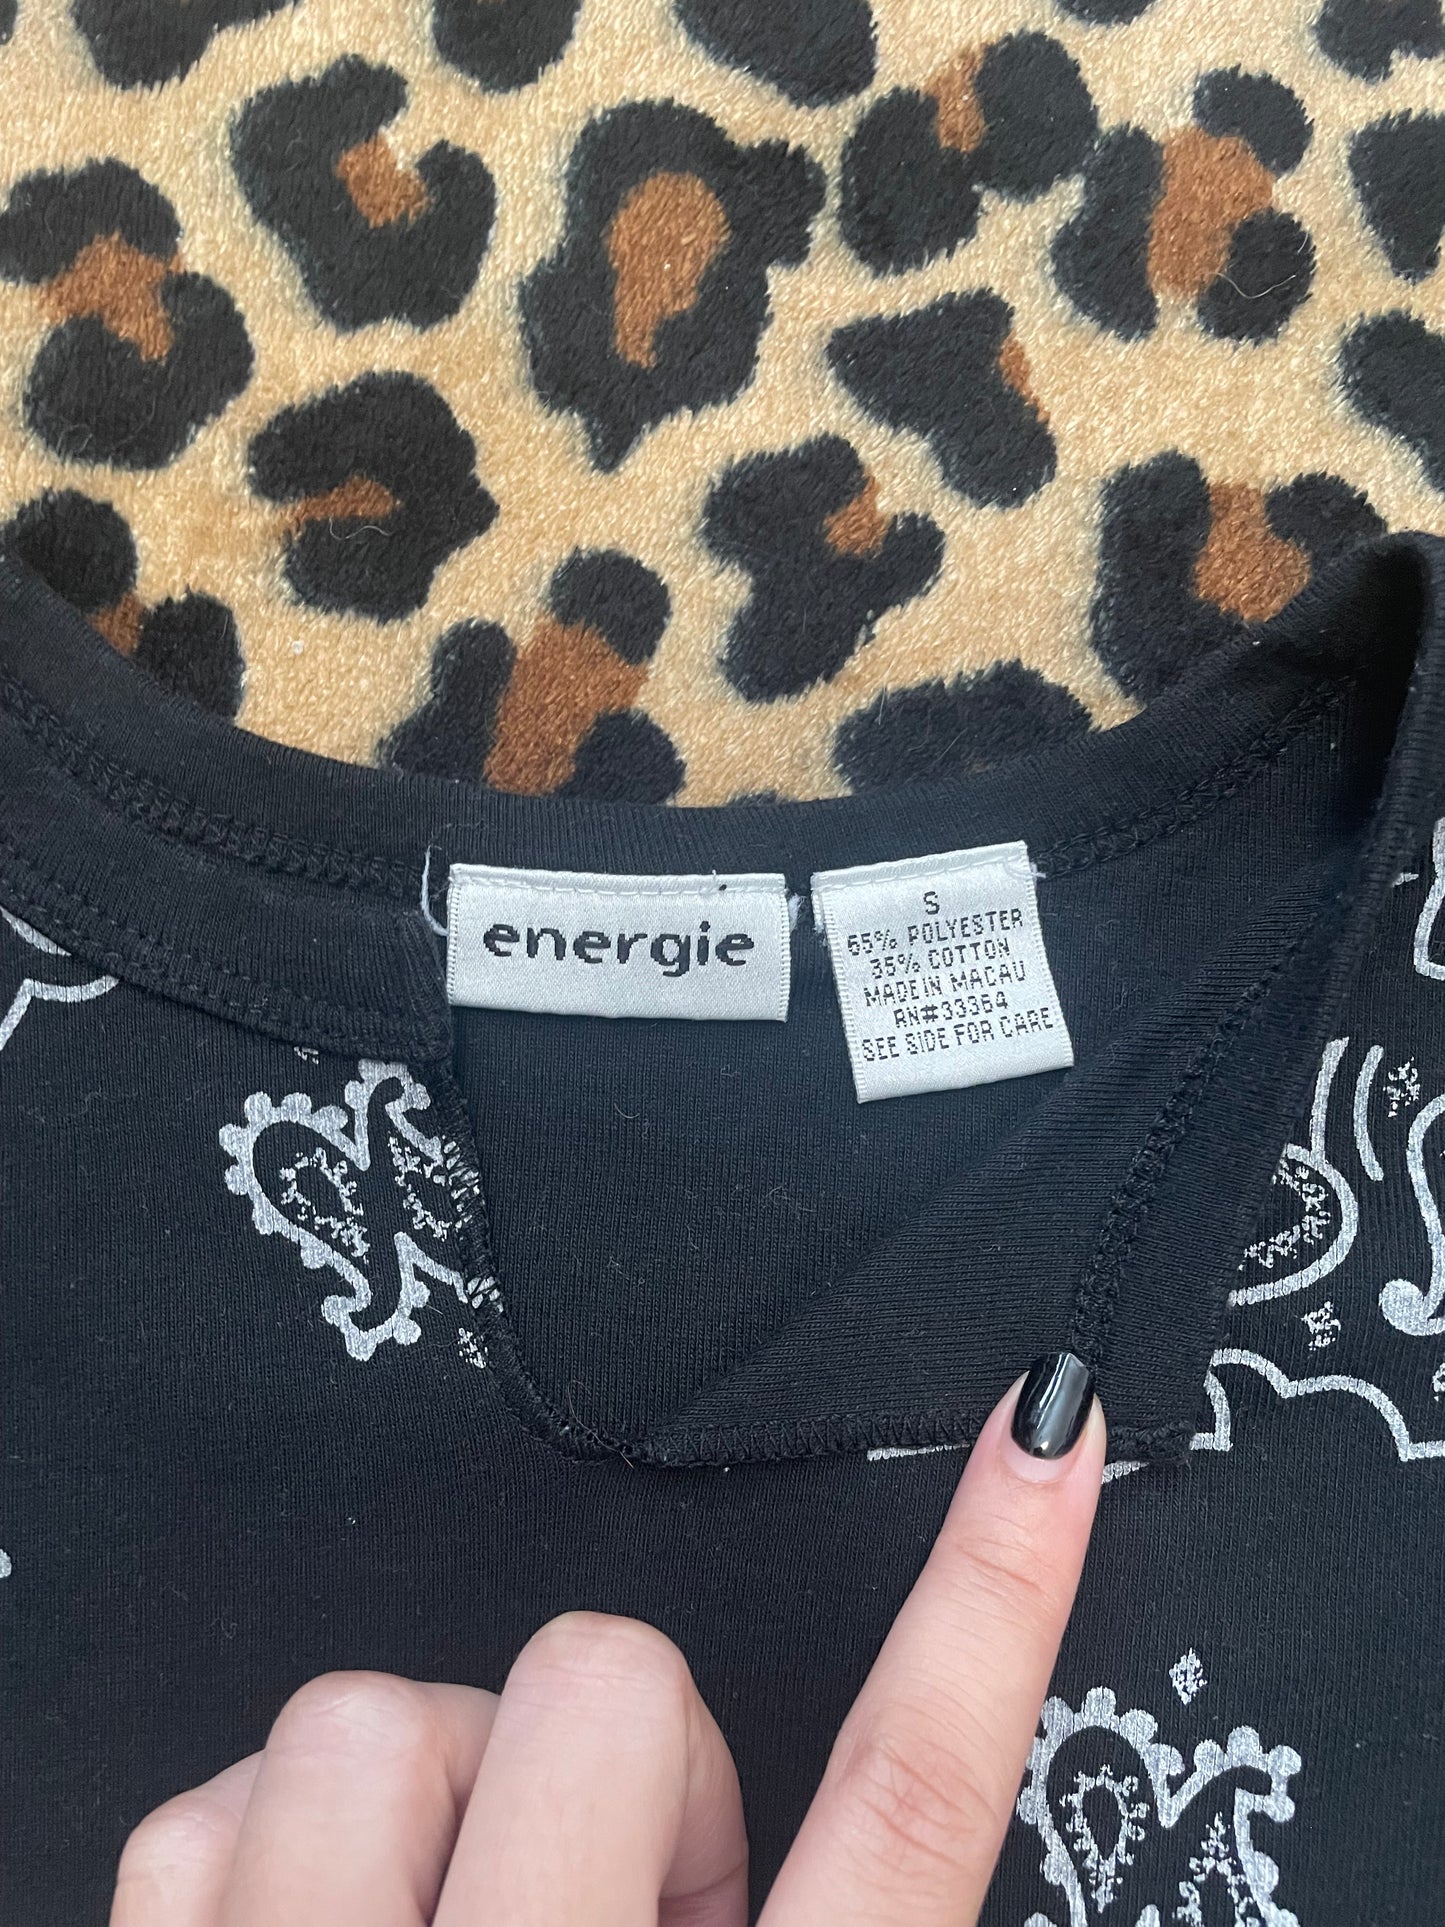 energie
S
65% POLYESTER
35% COTTON
MADE IN MACAU
RN#33364
SEE SIDE FOR CARE